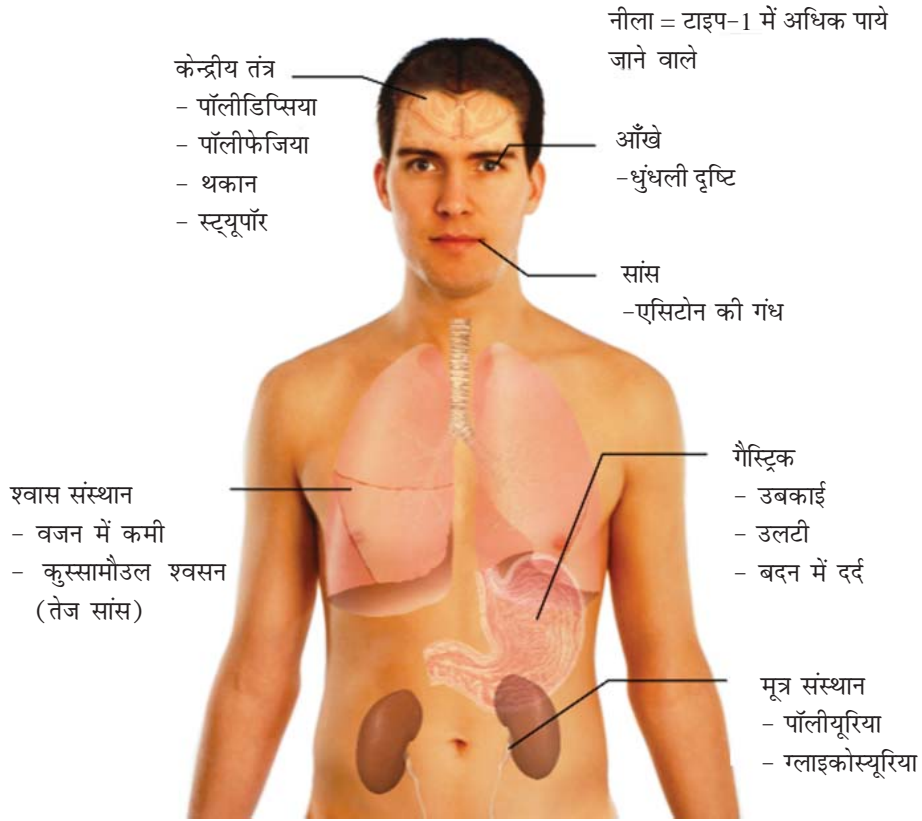 नीला = टाइप-1 में अधिक पाये
जाने वाले
केन्द्रीय तंत्र
- पॉलीडिप्सिया
- पॉलीफेजिया
- थकान
- स्ट्यूपॉर
आँखे
-धुंधली दृष्टि
सांस
-एसिटोन की गंध
श्वास संस्थान
- वजन में कमी
- कुस्सामौउल श्वसन
(तेज सांस)
गैस्ट्रिक
- उबकाई
- उलटी
- बदन में दर्द
मूत्र संस्थान
- पॉलीयूरिया
- ग्लाइकोस्यूरिया